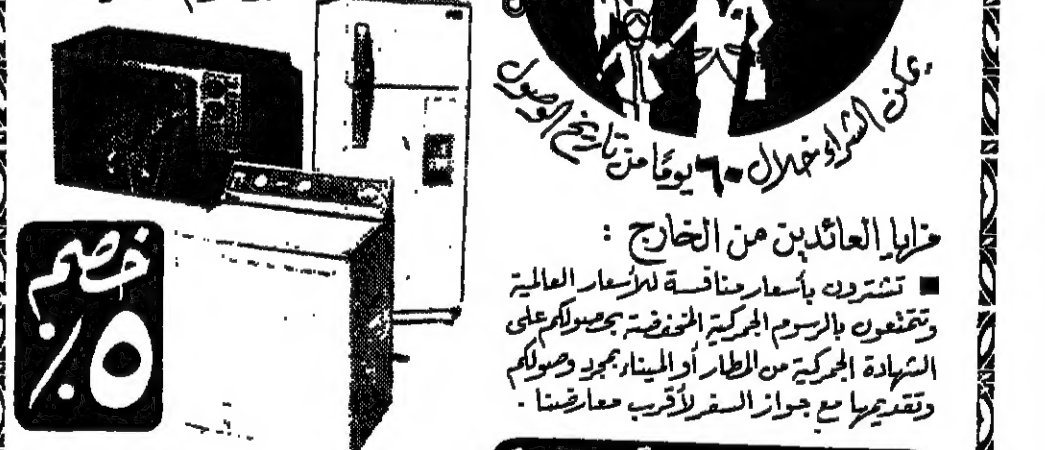 يمكن الشراء خلال ٦٠ يومًا من تاريخ الوصول
مزايا العائدين من الخارج :
■ تشترون بأسعار منافسة للأسعار العالمية
وتتمتعون بالرسوم الجمركية المخفضة بحصولكم على
الشهادة الجمركية من المطار أو الميناء بمجرد وصولكم
وتقديمها مع جواز السفر لأقرب معارضنا .
خصم
٥٪